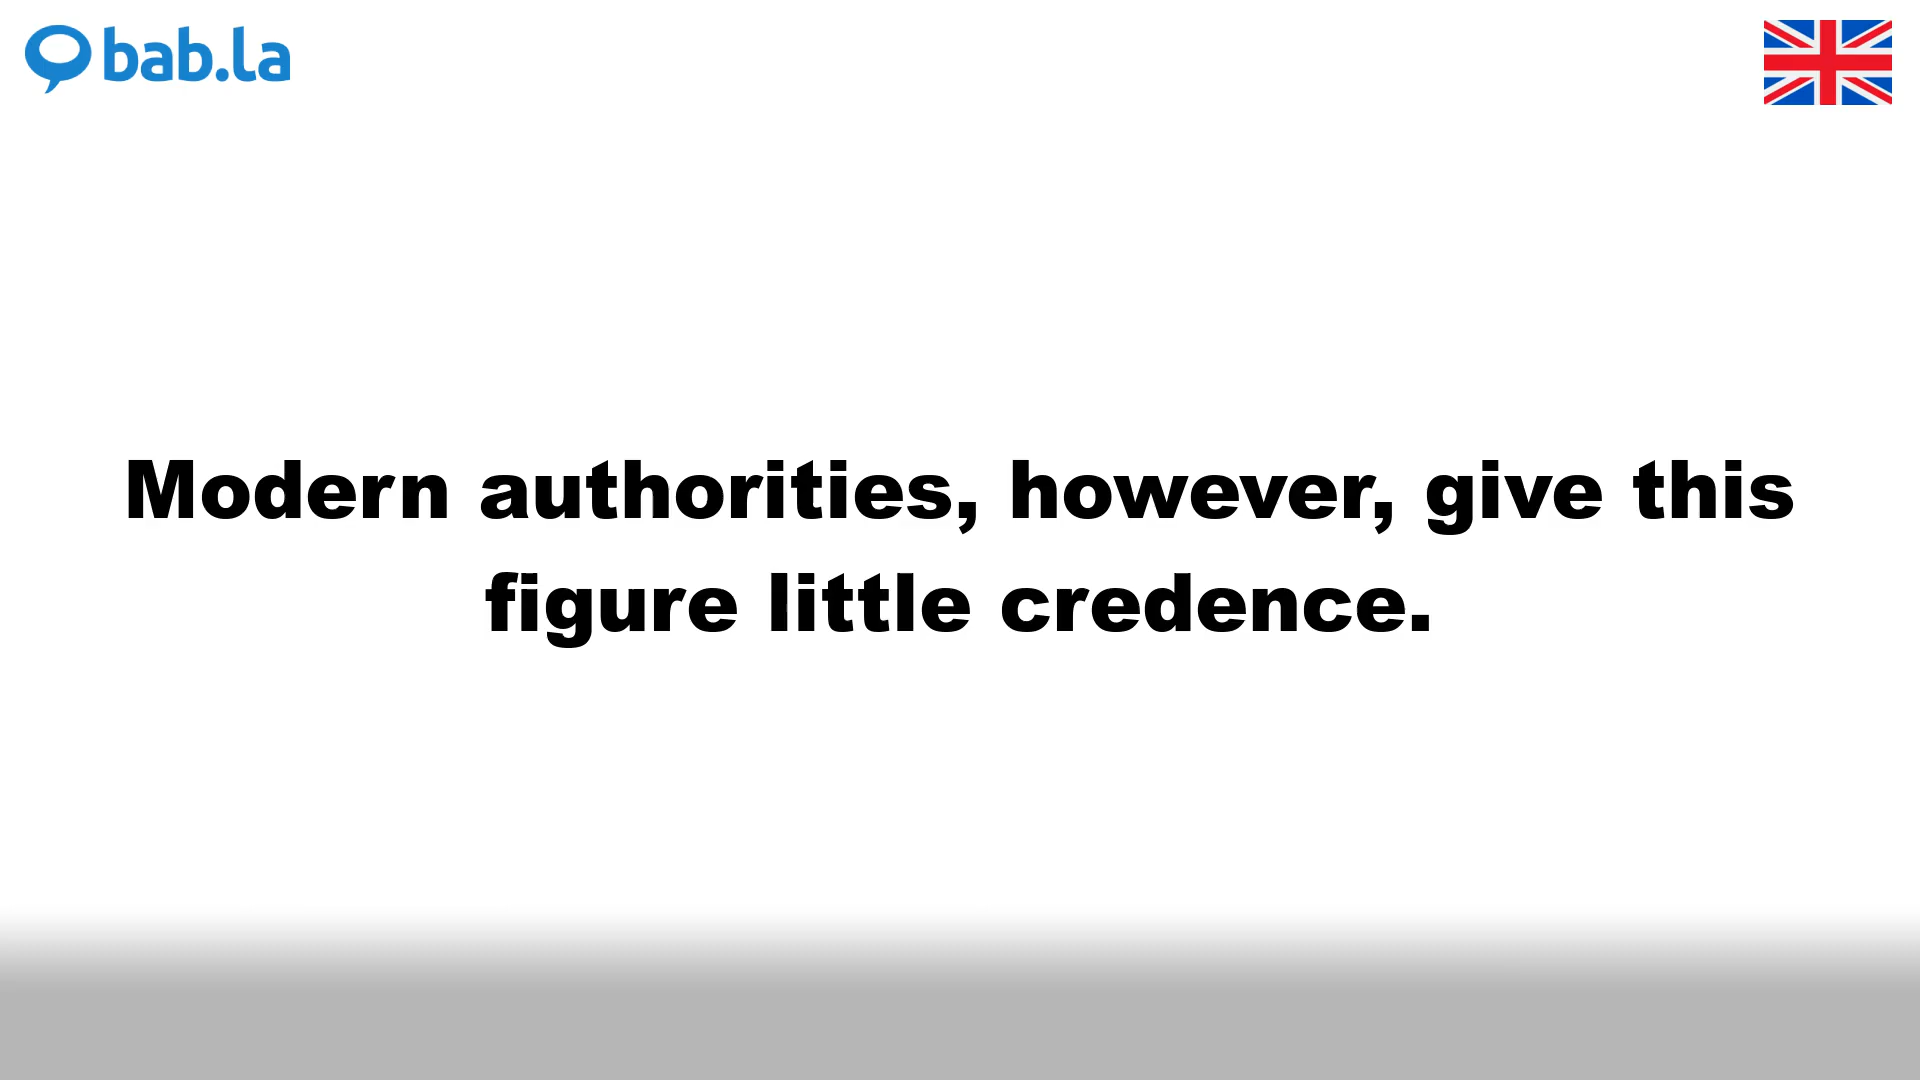 bab.la
Modern authorities, however, give this
figure little credence.